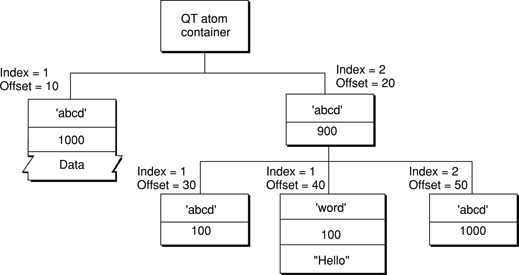 QT atom
container
Index = 1
Offset = 10
Index = 2
Offset = 20
'abcd'
1000
Data
'abcd'
900
Index = 1
Offset = 30
Index = 1
Offset = 40
Index = 2
Offset = 50
'abcd'
100
'word'
100
"Hello"
'abcd'
1000